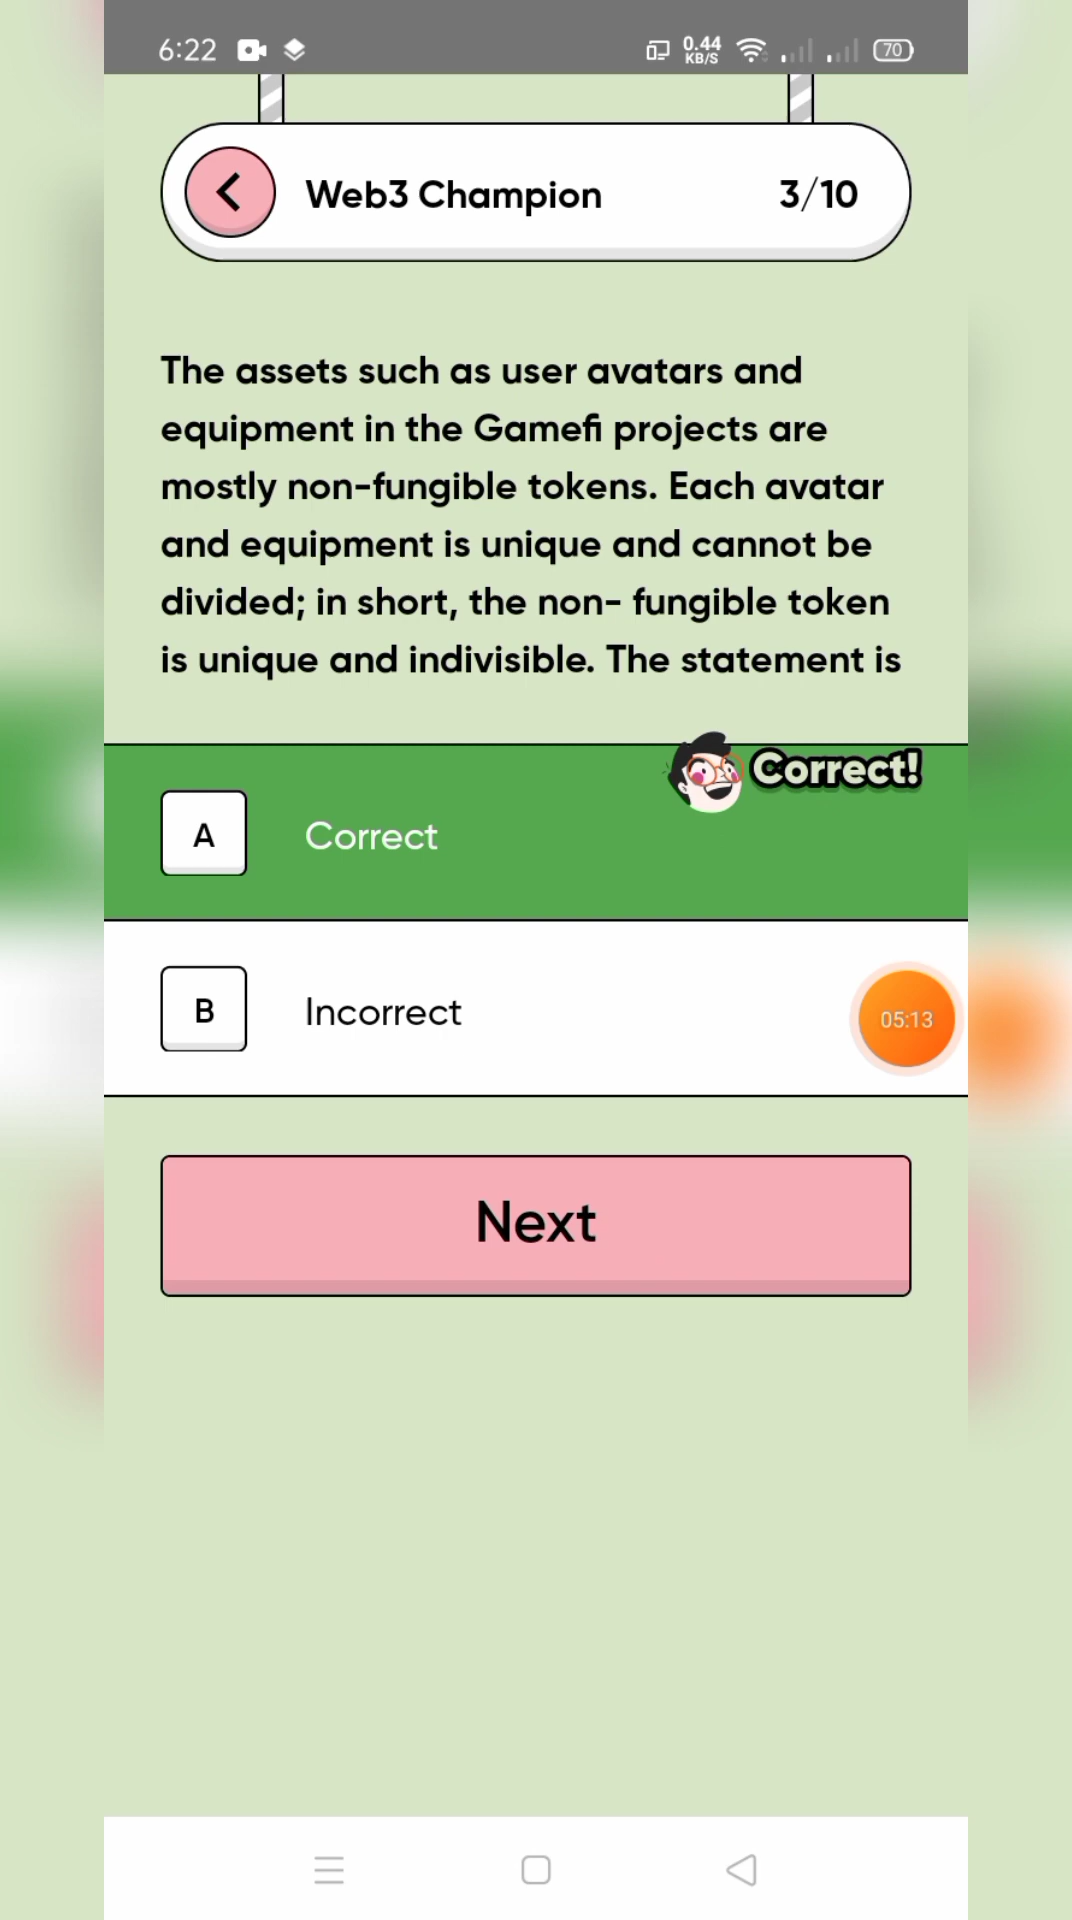 6:22
0.44
KB/S
70
Web3 Champion 3/10
The assets such as user avatars and
equipment in the Gamefi projects are
mostly non-fungible tokens. Each avatar
and equipment is unique and cannot be
divided; in short, the non- fungible token
is unique and indivisible. The statement is
Correct!
A Correct
B Incorrect
05:13
Next